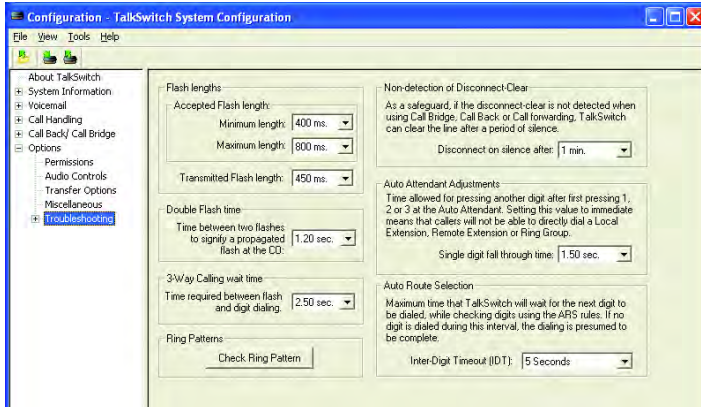 Configuration - TalkSwitch System Configuration
File View Tools Help
About TalkSwitch
System Information
Voicemail
Call Handling
Call Back/ Call Bridge
Options
Permissions
Audio Controls
Transfer Options
Miscellaneous
Troubleshooting
Flash lengths
Accepted Flash length:
Minimum length: 400 ms.
Maximum length: 800 ms.
Transmitted Flash length: 450 ms.
Double Flash time
Time between two flashes
to signify a propagated
flash at the CO:
1.20 sec.
3-Way Calling wait time
Time required between flash
and digit dialing.
2.50 sec.
Ring Patterns
Check Ring Pattern
Non-detection of Disconnect-Clear
As a safeguard, if the disconnect-clear is not detected when
using Call Bridge, Call Back or Call forwarding, TalkSwitch
can clear the line after a period of silence.
Disconnect on silence after: 1 min.
Auto Attendant Adjustments
Time allowed for pressing another digit after first pressing 1,
2 or 3 at the Auto Attendant. Setting this value to immediate
means that callers will not be able to directly dial a Local
Extension, Remote Extension or Ring Group.
Single digit fall through time: 1.50 sec.
Auto Route Selection
Maximum time that TalkSwitch will wait for the next digit to
be dialed, while checking digits using the ARS rules. If no
digit is dialed during this interval, the dialing is presumed to
be complete.
Inter-Digit Timeout (IDT): 5 Seconds